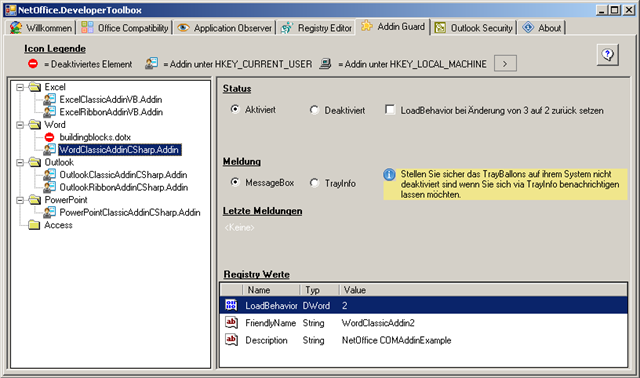 NetOffice.DeveloperToolbox
Willkommen Office Compatibility Application Observer Registry Editor Addin Guard Outlook Security About
Icon Legende
= Deaktiviertes Element = Addin unter HKEY_CURRENT_USER = Addin unter HKEY_LOCAL_MACHINE > ?
Excel
ExcelClassicAddinVB.Addin
ExcelRibbonAddinVB.Addin
Word
buildingblocks.dotx
WordClassicAddinCSharp.Addin
Outlook
OutlookClassicAddinCSharp.Addin
OutlookRibbonAddinCSharp.Addin
PowerPoint
PowerPointClassicAddinCSharp.Addin
Access
Status
Aktiviert Deaktiviert LoadBehavior bei Änderung von 3 auf 2 zurück setzen
Meldung
MessageBox TrayInfo
Stellen Sie sicher das TrayBallons auf ihrem System nicht
deaktiviert sind wenn Sie sich via TrayInfo benachrichtigen
lassen möchten.
Letzte Meldungen
<Keine>
Registry Werte
Name Typ Value
LoadBehavior DWord 2
FriendlyName String WordClassicAddin2
Description String NetOffice COMAddinExample